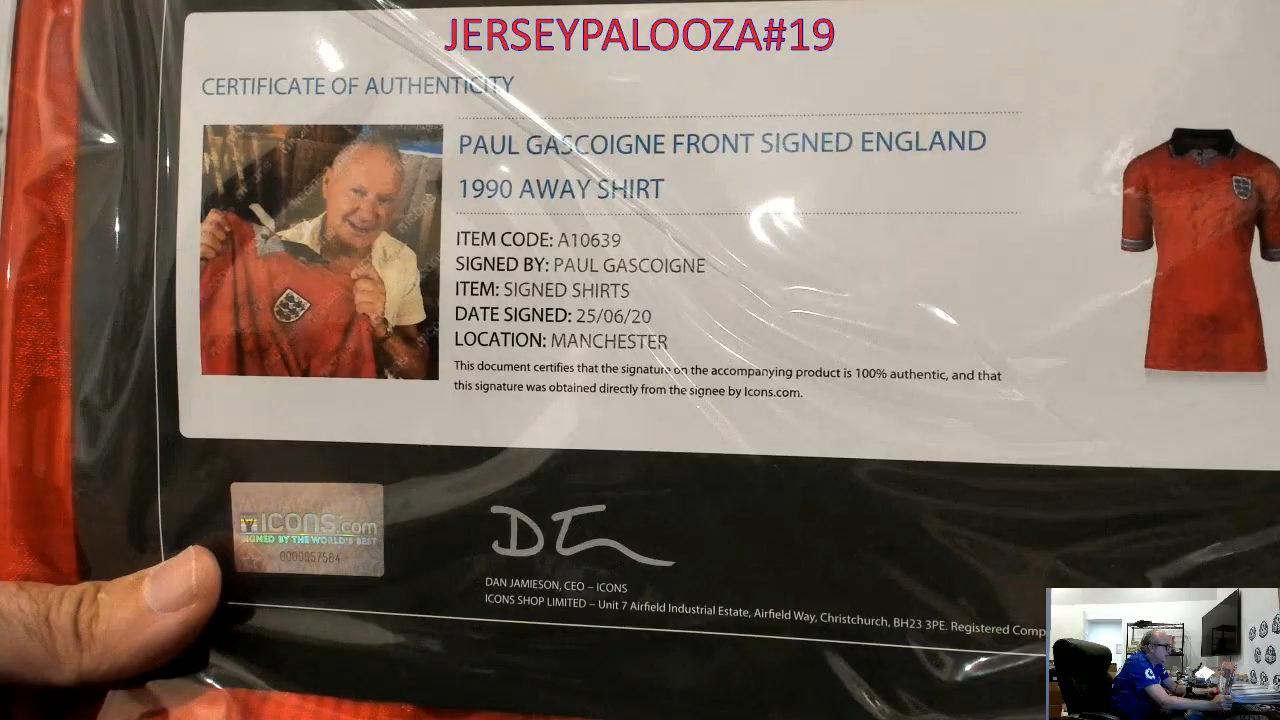 JERSEYPALOOZA#19
CERTIFICATE OF AUTHENTICITY
PAUL GASCOIGNE FRONT SIGNED ENGLAND
1990 AWAY SHIRT
ITEM CODE: A10639
SIGNED BY: PAUL GASCOIGNE
ITEM: SIGNED SHIRTS
DATE SIGNED: 25/06/20
LOCATION: MANCHESTER
This document certifies that the signature on the accompanying product is 100% authentic, and that
this signature was obtained directly from the signee by Icons.com.
icons.com
SIGNED BY THE WORLD'S BEST
0000057584
DAN JAMIESON, CEO – ICONS
ICONS SHOP LIMITED – Unit 7 Airfield Industrial Estate, Airfield Way, Christchurch, BH23 3PE. Registered Comp